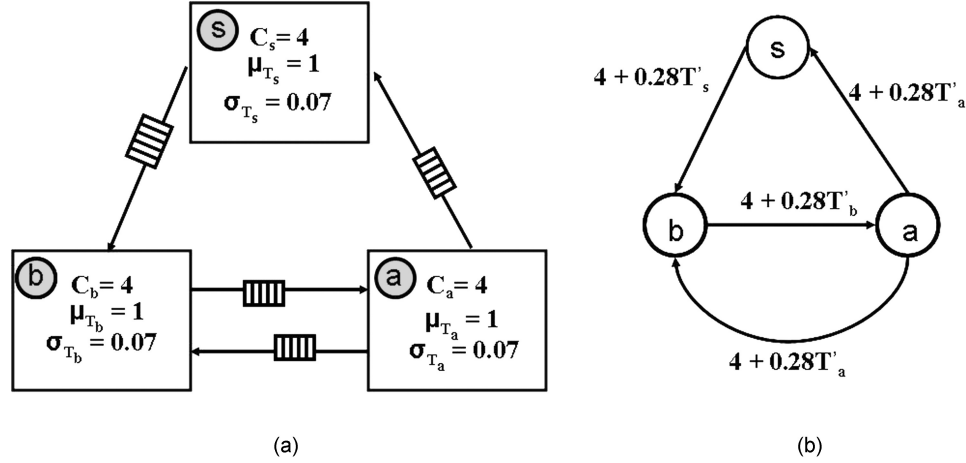 s
C_s= 4
μ_T_s = 1
σ_T_s = 0.07
b
C_b= 4
μ_T_b = 1
σ_T_b = 0.07
a
C_a= 4
μ_T_a = 1
σ_T_a = 0.07
(a)
s
4 + 0.28T'_s
4 + 0.28T'_a
b
4 + 0.28T'_b
a
4 + 0.28T'_a
(b)